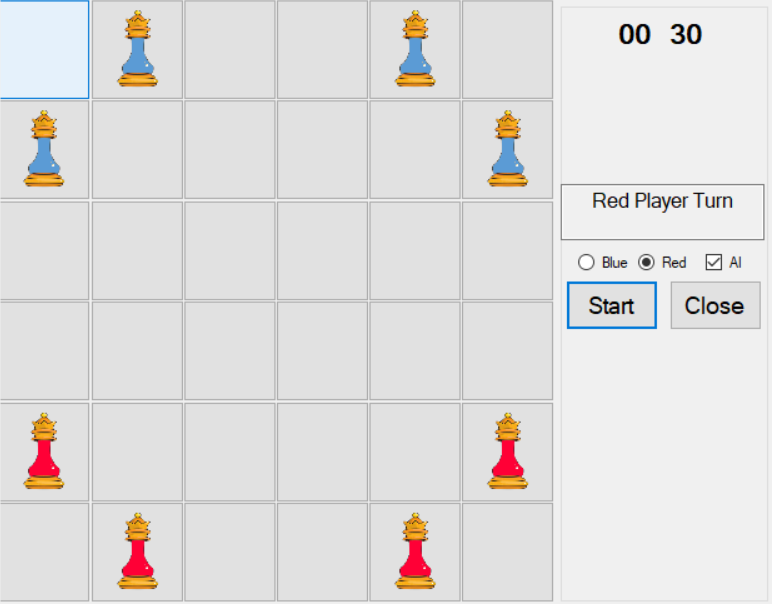 00 30
Red Player Turn
Blue Red AI
Start Close